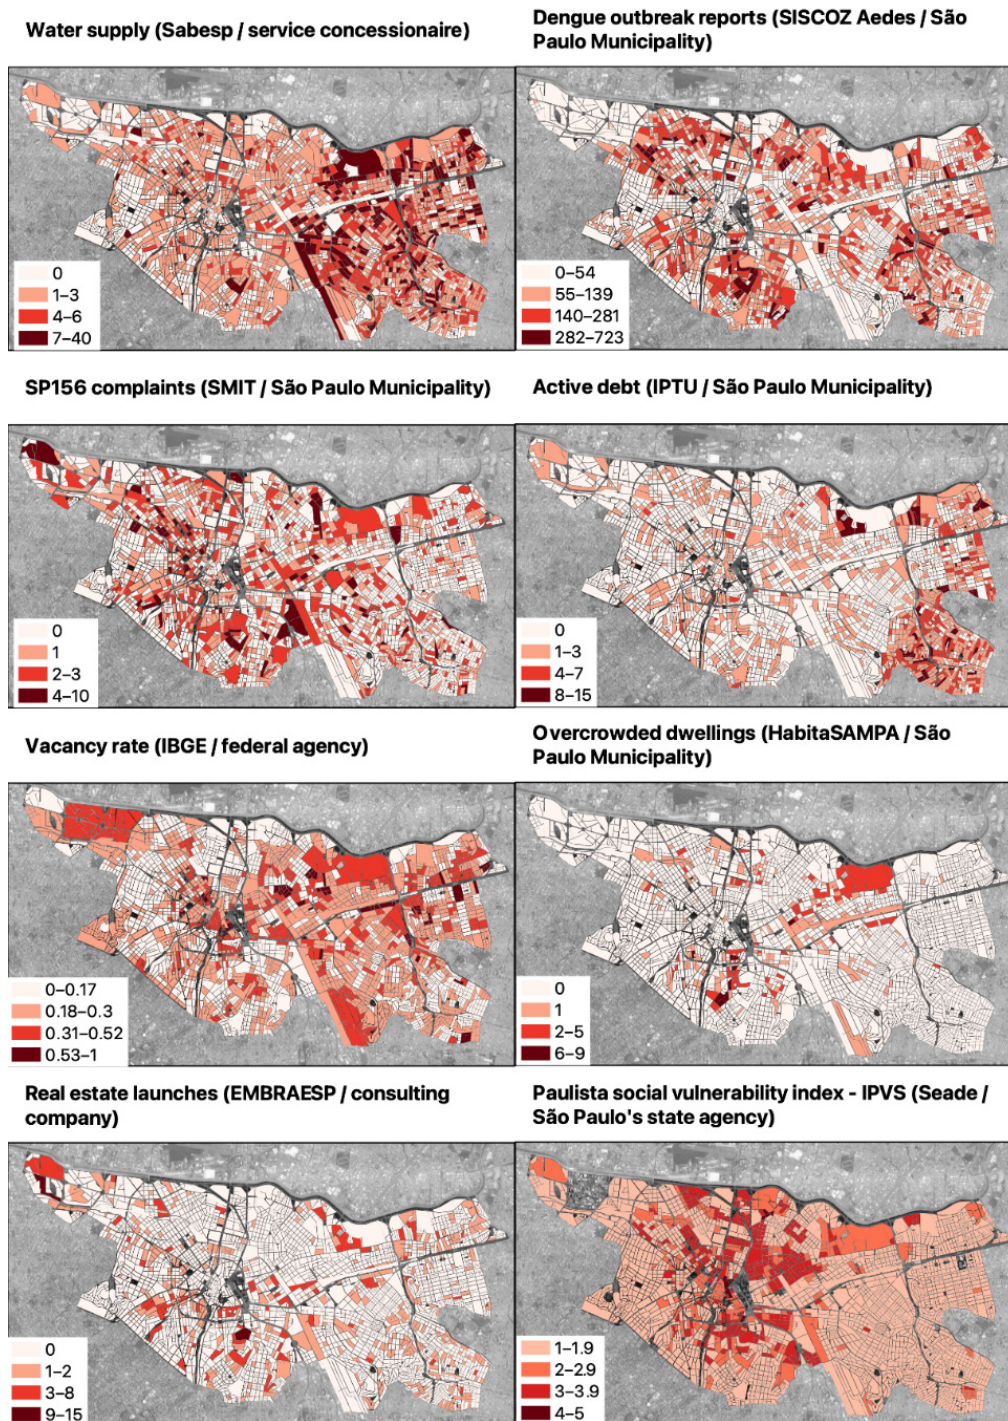 Water supply (Sabesp / service concessionaire)
0
1–3
4–6
7–40
Dengue outbreak reports (SISCOZ Aedes / São
Paulo Municipality)
0–54
55–139
140–281
282–723
SP156 complaints (SMIT / São Paulo Municipality)
0
1
2–3
4–10
Active debt (IPTU / São Paulo Municipality)
0
1–3
4–7
8–15
Vacancy rate (IBGE / federal agency)
0–0.17
0.18–0.3
0.31–0.52
0.53–1
Overcrowded dwellings (HabitaSAMPA / São
Paulo Municipality)
0
1
2–5
6–9
Real estate launches (EMBRAESP / consulting
company)
0
1–2
3–8
9–15
Paulista social vulnerability index - IPVS (Seade /
São Paulo's state agency)
1–1.9
2–2.9
3–3.9
4–5